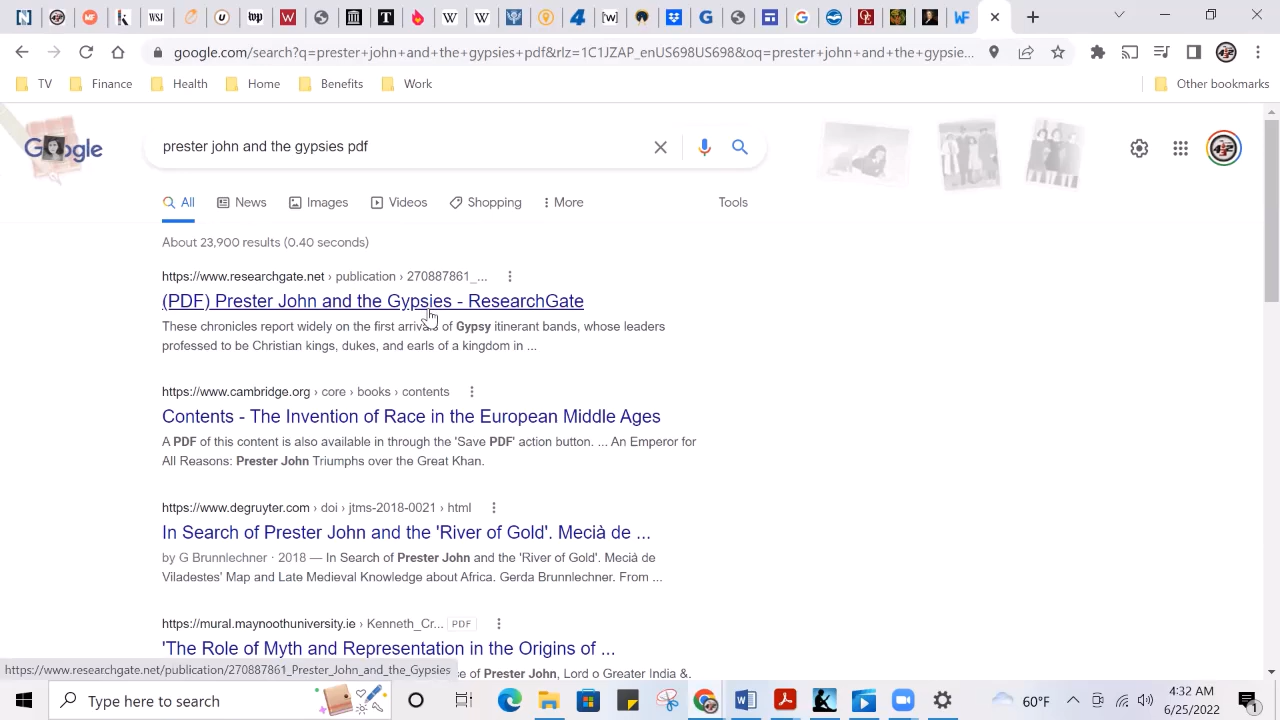 google.com/search?q=prester+john+and+the+gypsies+pdf&rlz=1C1JZAP_enUS698US698&oq=prester+john+and+the+gypsie...
TV Finance Health Home Benefits Work Other bookmarks
Google prester john and the gypsies pdf
All News Images Videos Shopping More Tools
About 23,900 results (0.40 seconds)
https://www.researchgate.net › publication › 270887861_...
(PDF) Prester John and the Gypsies - ResearchGate
These chronicles report widely on the first arrivals of Gypsy itinerant bands, whose leaders
professed to be Christian kings, dukes, and earls of a kingdom in ...
https://www.cambridge.org › core › books › contents
Contents - The Invention of Race in the European Middle Ages
A PDF of this content is also available in through the 'Save PDF' action button. ... An Emperor for
All Reasons: Prester John Triumphs over the Great Khan.
https://www.degruyter.com › doi › jtms-2018-0021 › html
In Search of Prester John and the 'River of Gold'. Mecià de ...
by G Brunnlechner · 2018 — In Search of Prester John and the 'River of Gold'. Mecià de
Viladestes' Map and Late Medieval Knowledge about Africa. Gerda Brunnlechner. From ...
https://mural.maynoothuniversity.ie › Kenneth_Cr... PDF
'The Role of Myth and Representation in the Origins of ...
https://www.researchgate.net/publication/270887861_Prester_John_and_the_Gypsies
se of Prester John, Lord o Greater India &.
Type here to search
60°F
4:32 AM
6/25/2022